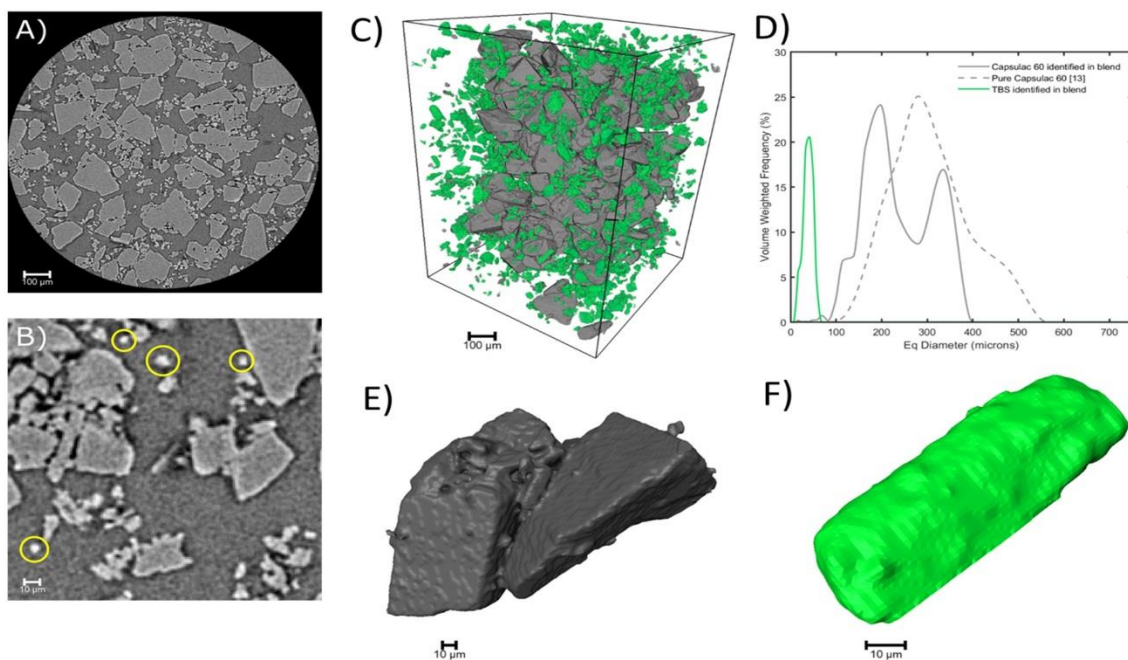 A)
100 µm
B)
10 µm
C)
100 µm
D)
30
25
20
15
10
5
0
Volume Weighted Frequency (%)
Capsulac 60 identified in blend
Pure Capsulac 60 [13]
TBS identified in blend
0 100 200 300 400 500 600 700
Eq Diameter (microns)
E)
10 µm
F)
10 µm